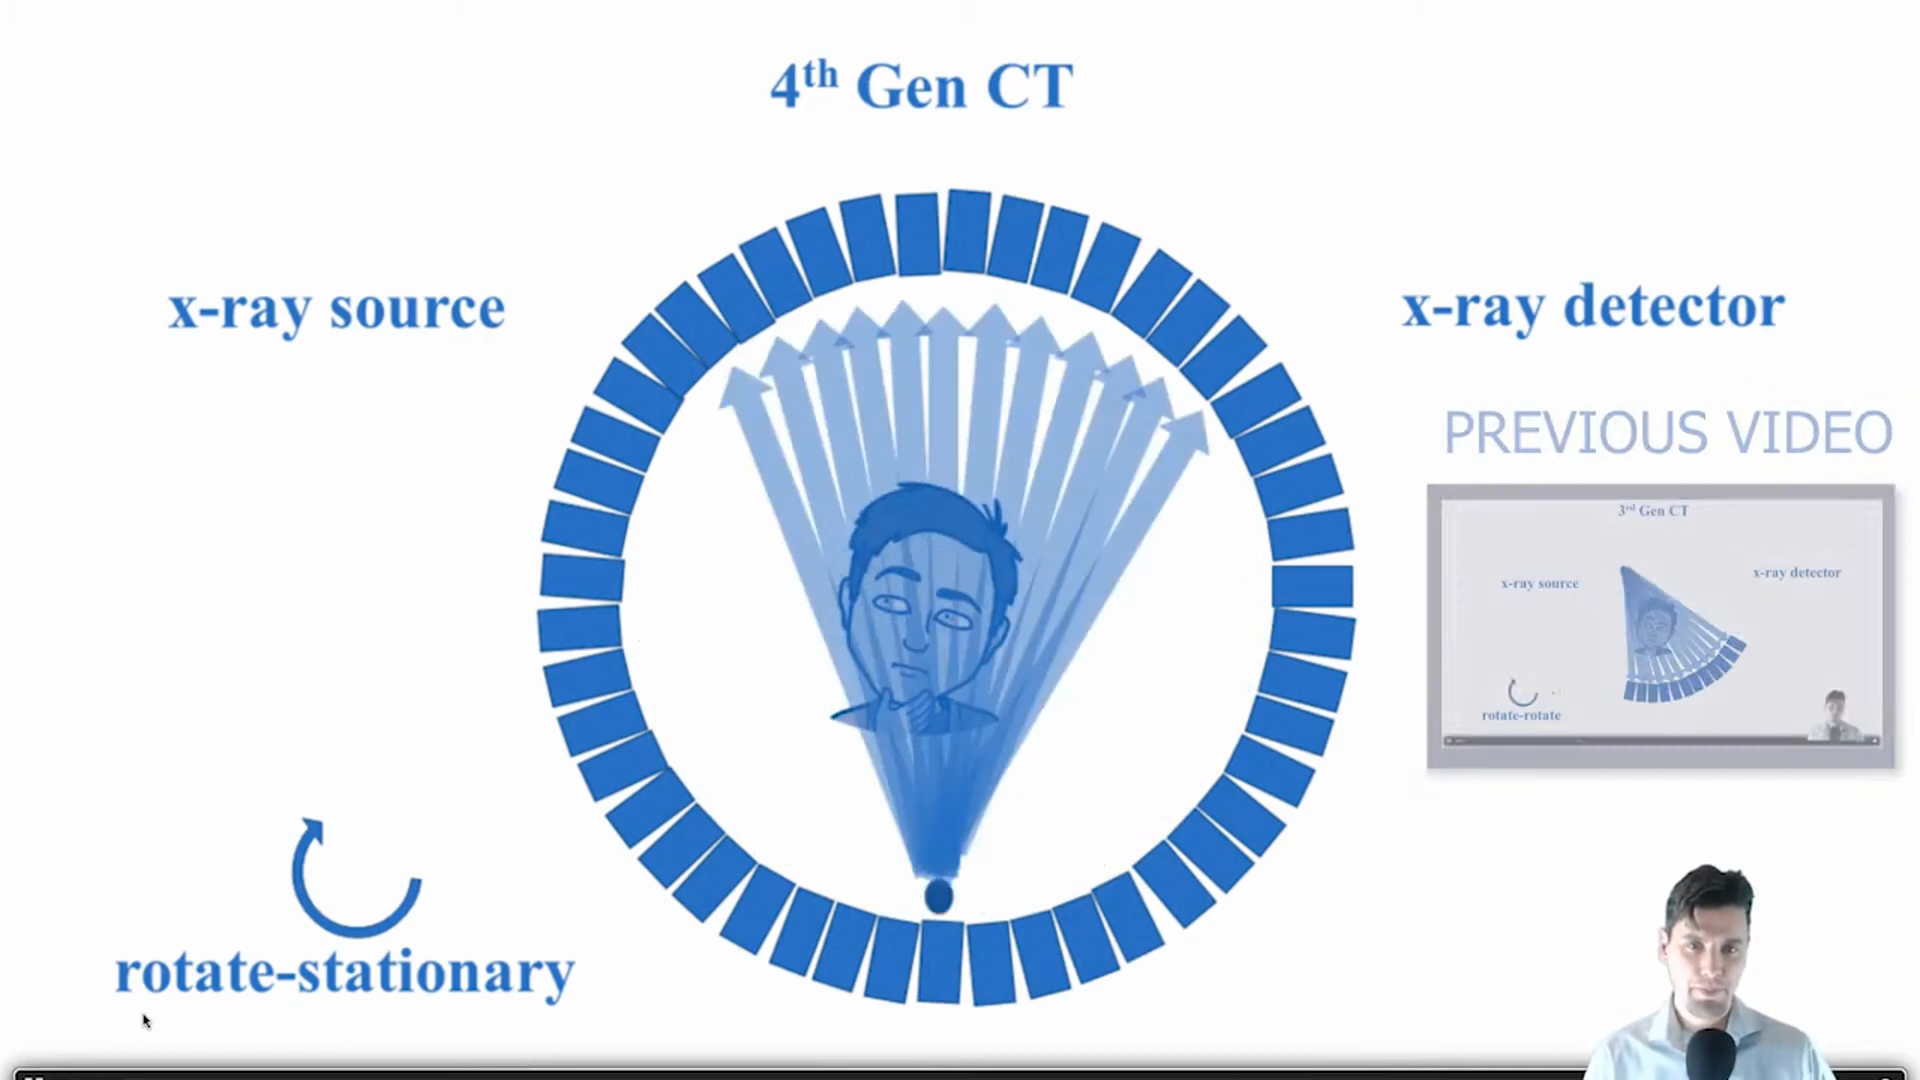 4th Gen CT
x-ray source
x-ray detector
PREVIOUS VIDEO
3rd Gen CT
x-ray source
x-ray detector
rotate-rotate
rotate-stationary